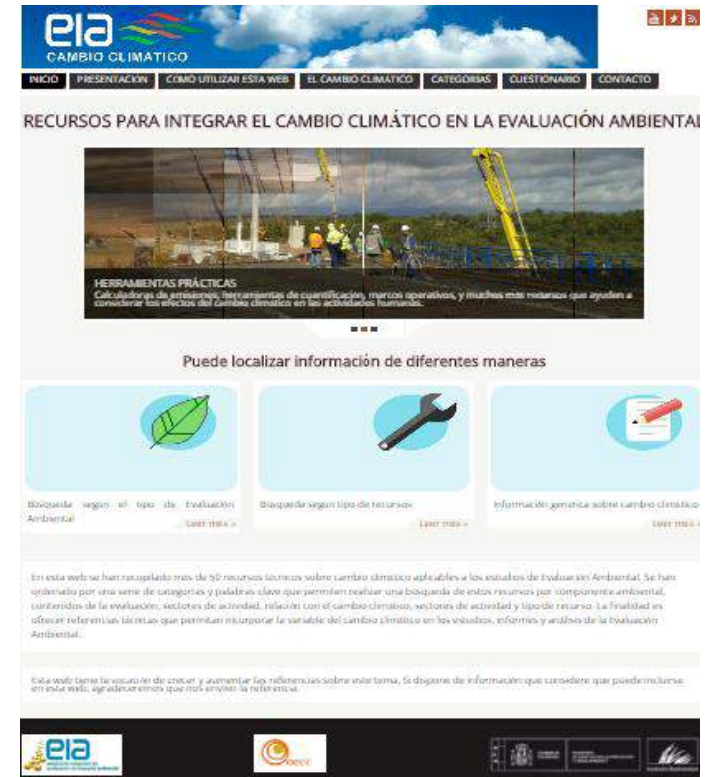 eia
CAMBIO CLIMATICO
INICIO PRESENTACION COMO UTILIZAR ESTA WEB EL CAMBIO CLIMATICO CATEGORIAS CUESTIONARIO CONTACTO
RECURSOS PARA INTEGRAR EL CAMBIO CLIMÁTICO EN LA EVALUACIÓN AMBIENTAL
HERRAMIENTAS PRÁCTICAS
Calculadoras de emisiones, herramientas de cuantificación, marcos operativos, y muchos más recursos que ayuden a
considerar los efectos del cambio climático en las actividades humanas.
Puede localizar información de diferentes maneras
Búsqueda según el tipo de Evaluación
Ambiental
Leer más »
Búsqueda según tipo de recursos
Leer más »
Información genérica sobre cambio climático
Leer más »
En esta web se han recopilado más de 50 recursos técnicos sobre cambio climático aplicables a los estudios de Evaluación Ambiental. Se han
ordenado por una serie de categorías y palabras clave que permiten realizar una búsqueda de estos recursos por componente ambiental,
contenidos de la evaluación, sectores de actividad, relación con el cambio climático, sectores de actividad y tipo de recurso. La finalidad es
ofrecer referencias técnicas que permitan incorporar la variable del cambio climático en los estudios, informes y análisis de la Evaluación
Ambiental.
Esta web tiene la vocación de crecer y aumentar las referencias sobre este tema, Si dispone de información que considere que puede incluirse
en esta web, agradeceremos que nos envíen la referencia.
eia
oecc